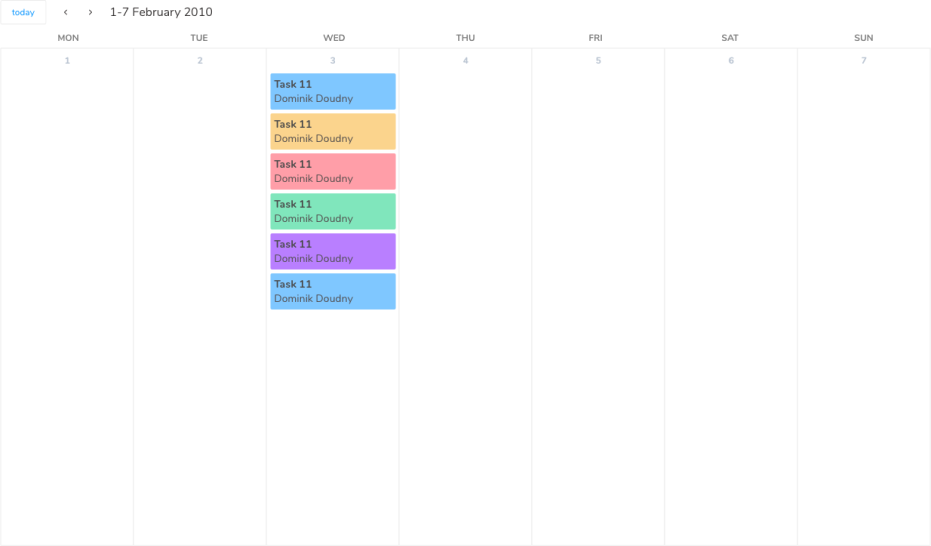 today < > 1-7 February 2010
MON TUE WED THU FRI SAT SUN
1 2 3 4 5 6 7
Task 11
Dominik Doudny
Task 11
Dominik Doudny
Task 11
Dominik Doudny
Task 11
Dominik Doudny
Task 11
Dominik Doudny
Task 11
Dominik Doudny